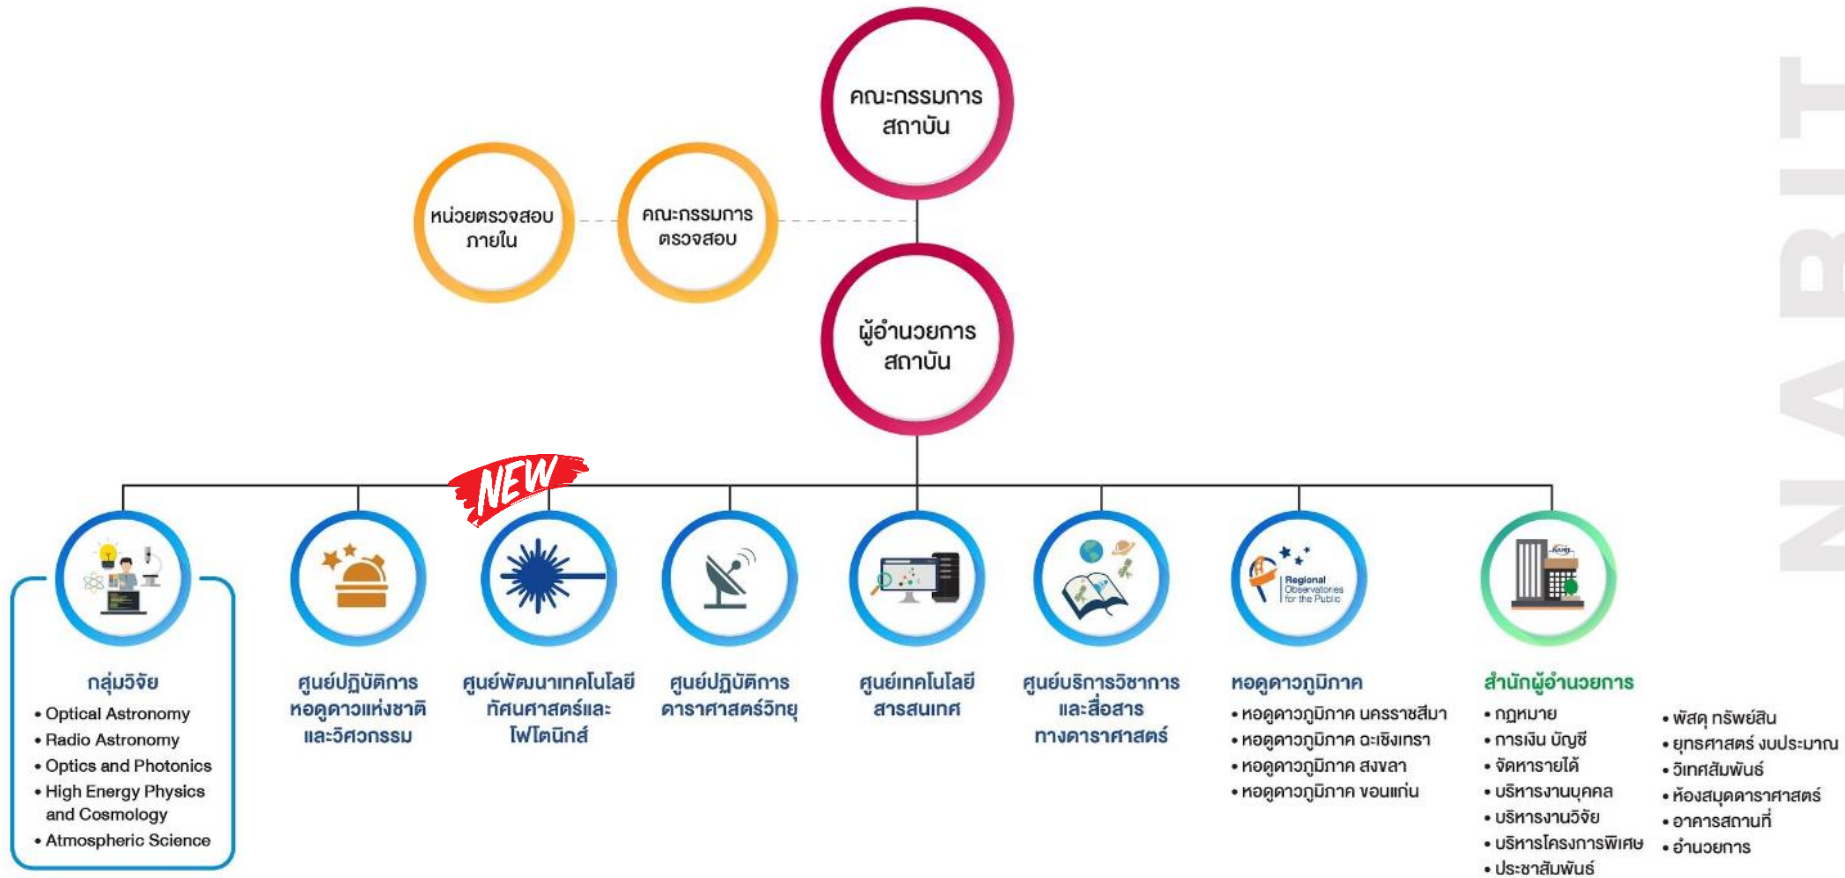 คณะกรรมการ
สถาบัน
หน่วยตรวจสอบ
ภายใน
คณะกรรมการ
ตรวจสอบ
ผู้อำนวยการ
สถาบัน
NEW
กลุ่มวิจัย
• Optical Astronomy
• Radio Astronomy
• Optics and Photonics
• High Energy Physics
and Cosmology
• Atmospheric Science
ศูนย์ปฏิบัติการ
หอดูดาวแห่งชาติ
และวิศวกรรม
ศูนย์พัฒนาเทคโนโลยี
ทัศนศาสตร์และ
โฟโตนิกส์
ศูนย์ปฏิบัติการ
ดาราศาสตร์วิทยุ
ศูนย์เทคโนโลยี
สารสนเทศ
ศูนย์บริการวิชาการ
และสื่อสาร
ทางดาราศาสตร์
Regional
Observatories
for the Public
หอดูดาวภูมิภาค
• หอดูดาวภูมิภาค นครราชสีมา
• หอดูดาวภูมิภาค ฉะเชิงเทรา
• หอดูดาวภูมิภาค สงขลา
• หอดูดาวภูมิภาค ขอนแก่น
สำนักผู้อำนวยการ
• กฎหมาย
• การเงิน บัญชี
• จัดหารายได้
• บริหารงานบุคคล
• บริหารงานวิจัย
• บริหารโครงการพิเศษ
• ประชาสัมพันธ์
• พัสดุ ทรัพย์สิน
• ยุทธศาสตร์ งบประมาณ
• วิเทศสัมพันธ์
• ห้องสมุดดาราศาสตร์
• อาคารสถานที่
• อำนวยการ
NARIT